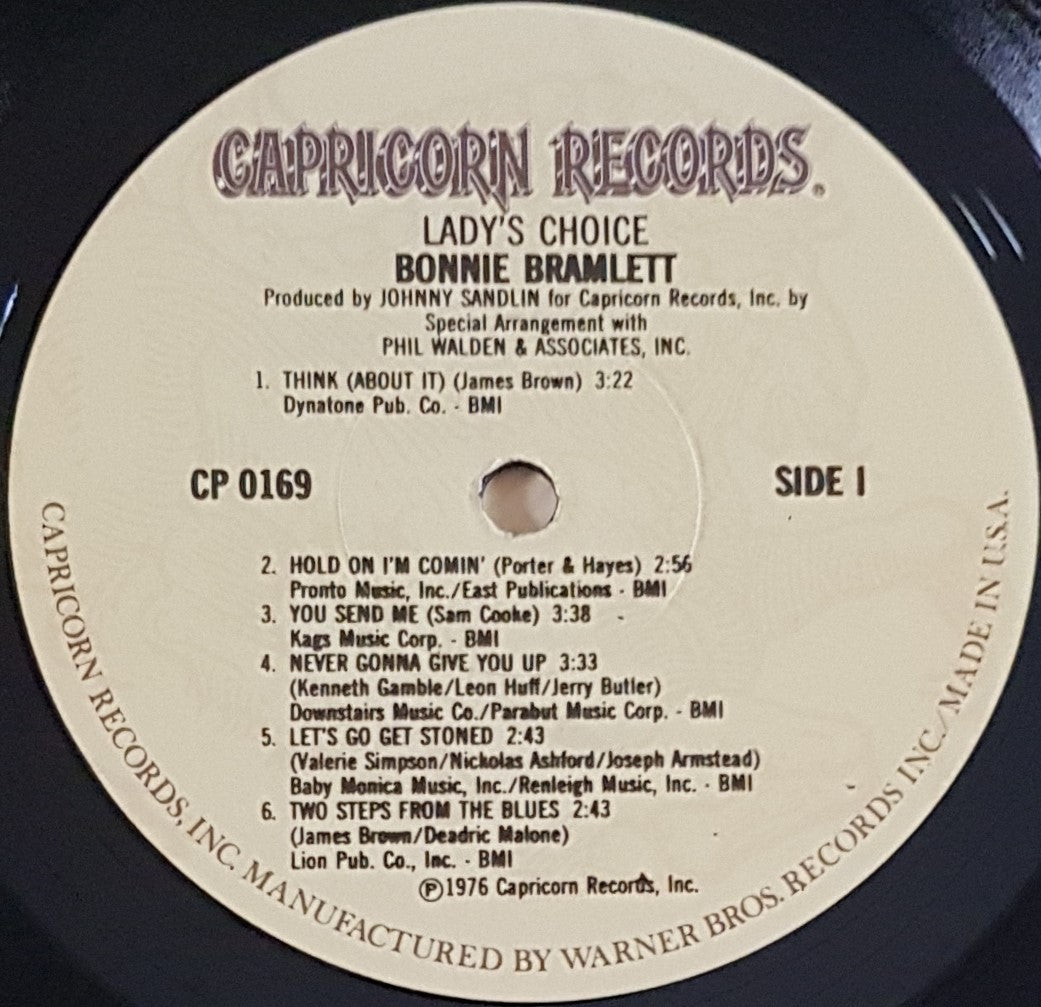 CAPRICORN RECORDS®
LADY'S CHOICE
BONNIE BRAMLETT
Produced by JOHNNY SANDLIN for Capricorn Records, Inc. by
Special Arrangement with
PHIL WALDEN & ASSOCIATES, INC.
1. THINK (ABOUT IT) (James Brown) 3:22
Dynatone Pub. Co. - BMI
CP 0169
SIDE 1
2. HOLD ON I'M COMIN' (Porter & Hayes) 2:56
Pronto Music, Inc./East Publications - BMI
3. YOU SEND ME (Sam Cooke) 3:38
Kags Music Corp. - BMI
4. NEVER GONNA GIVE YOU UP 3:33
(Kenneth Gamble/Leon Huff/Jerry Butler)
Downstairs Music Co./Parabut Music Corp. - BMI
5. LET'S GO GET STONED 2:43
(Valerie Simpson/Nickolas Ashford/Joseph Armstead)
Baby Monica Music, Inc./Renleigh Music, Inc. - BMI
6. TWO STEPS FROM THE BLUES 2:43
(James Brown/Deadric Malone)
Lion Pub. Co., Inc. - BMI
℗1976 Capricorn Records, Inc.
CAPRICORN RECORDS, INC. MANUFACTURED BY WARNER BROS. RECORDS INC./MADE IN U.S.A.